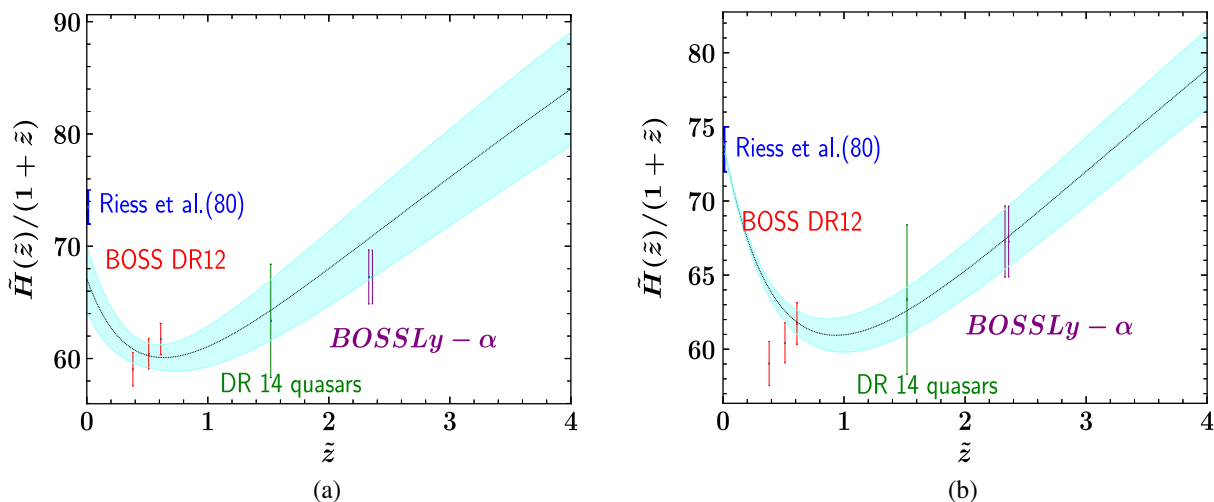 90
80
70
60
H̃(z̃)/(1 + z̃)
Riess et al.(80)
BOSS DR12
BOSSLy − α
DR 14 quasars
0 1 2 3 4
z̃
(a)
80
75
70
65
60
H̃(z̃)/(1 + z̃)
Riess et al.(80)
BOSS DR12
BOSSLy − α
DR 14 quasars
0 1 2 3 4
z̃
(b)